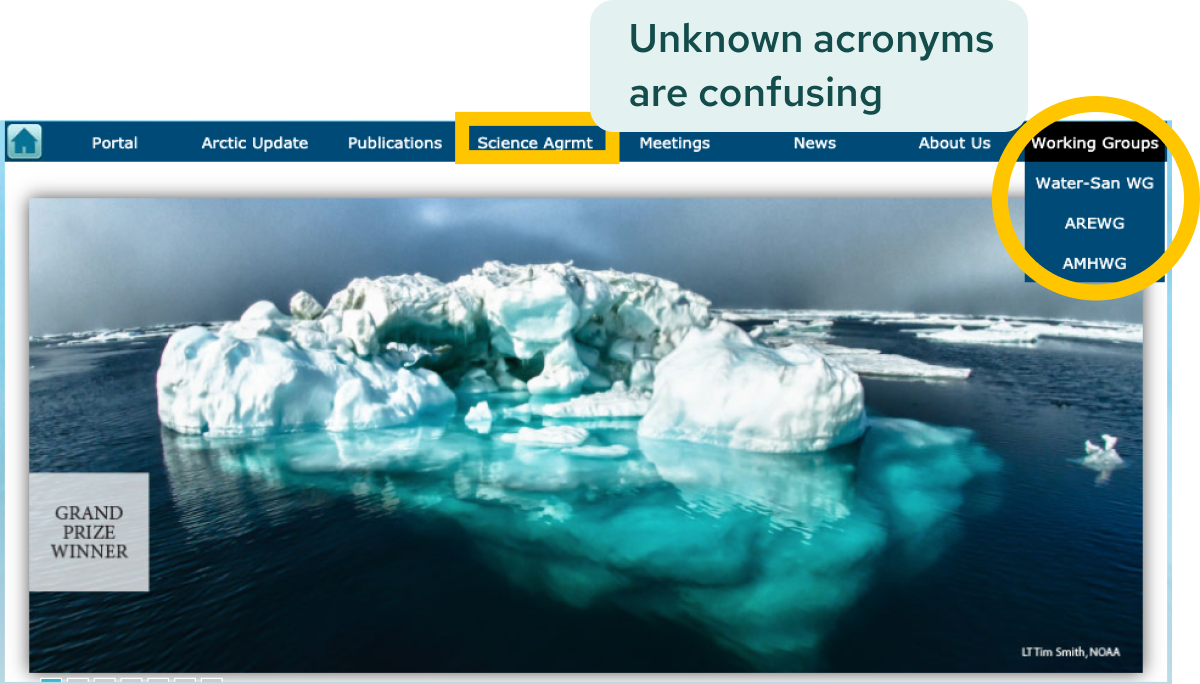 Unknown acronyms
are confusing
Portal
Arctic Update
Publications
Science Agrmt
Meetings
News
About Us
Working Groups
Water-San WG
AREWG
AMHWG
GRAND
PRIZE
WINNER
LT Tim Smith, NOAA